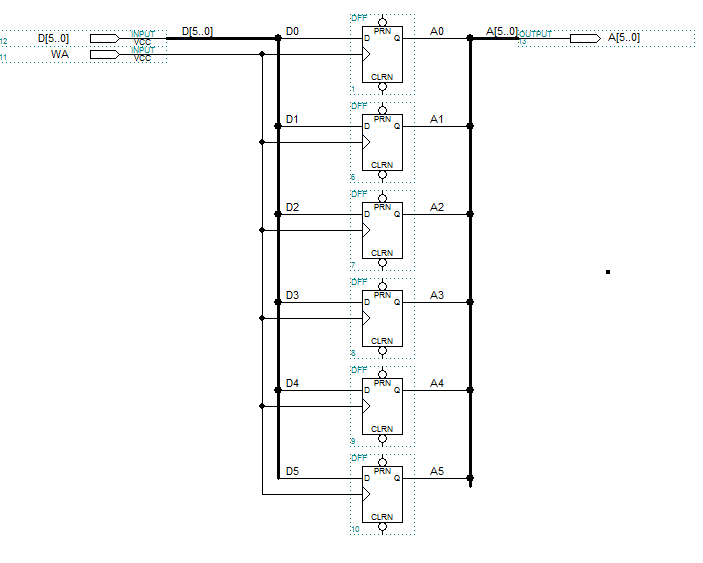 DFF
D[5..0] INPUT VCC D[5..0] D0 PRN D Q A0 A[5..0] OUTPUT A[5..0]
12 13
WA INPUT VCC
11
CLRN
1
DFF
D1 PRN D Q A1
CLRN
6
DFF
D2 PRN D Q A2
CLRN
7
DFF
D3 PRN D Q A3
CLRN
8
DFF
D4 PRN D Q A4
CLRN
9
DFF
D5 PRN D Q A5
CLRN
10